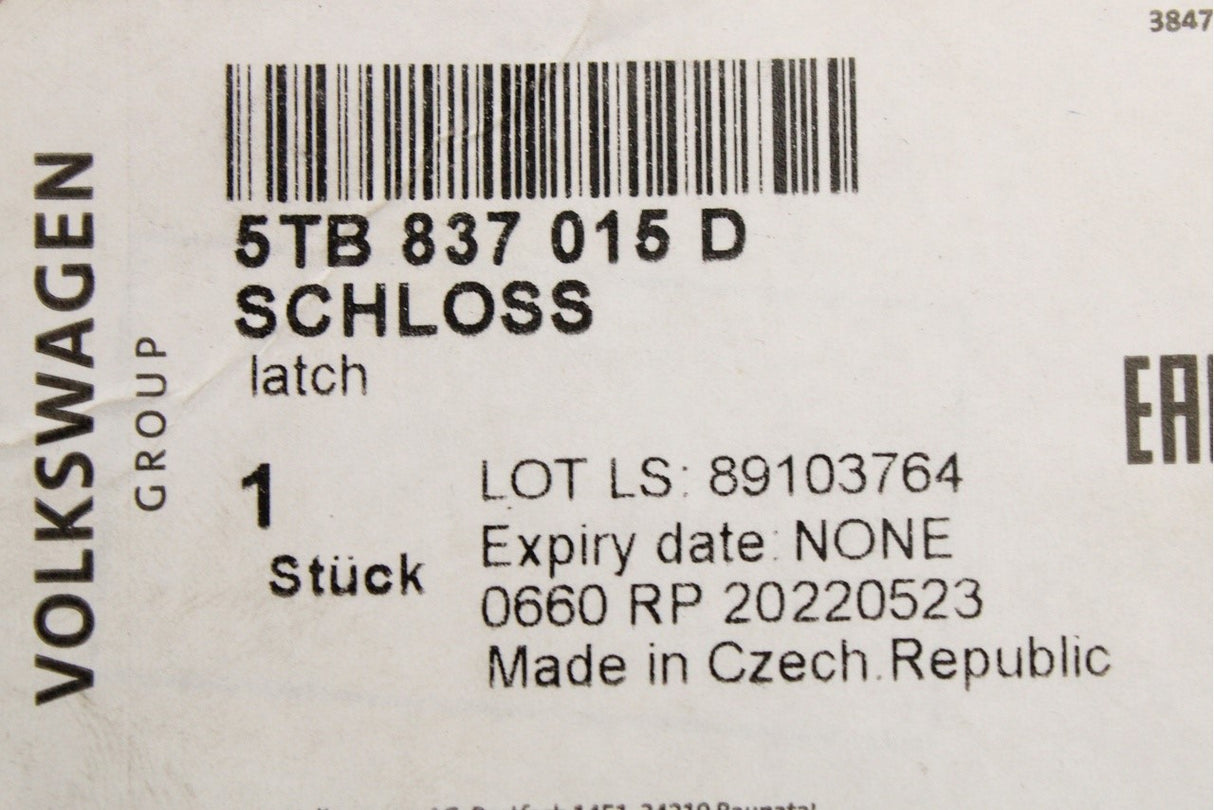 3847
VOLKSWAGEN
GROUP
5TB 837 015 D
SCHLOSS
latch
EAC
1
Stück
LOT LS: 89103764
Expiry date: NONE
0660 RP 20220523
Made in Czech.Republic